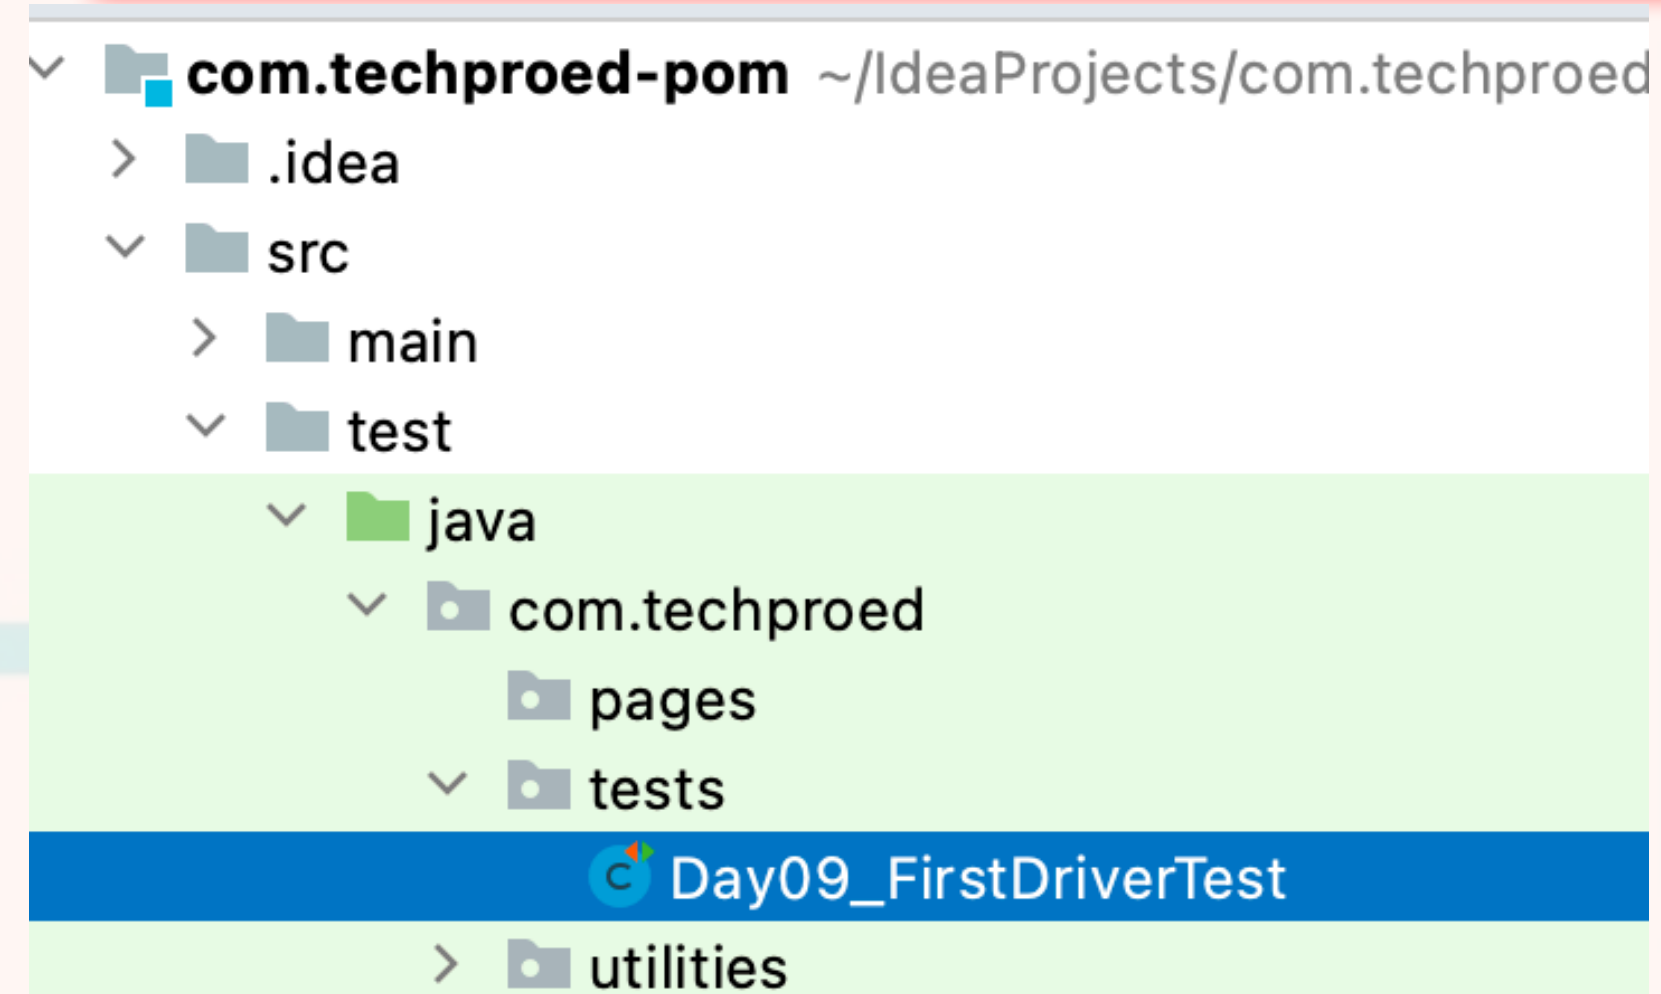 com.techproed-pom ~/IdeaProjects/com.techproed
.idea
src
main
test
java
com.techproed
pages
tests
Day09_FirstDriverTest
utilities